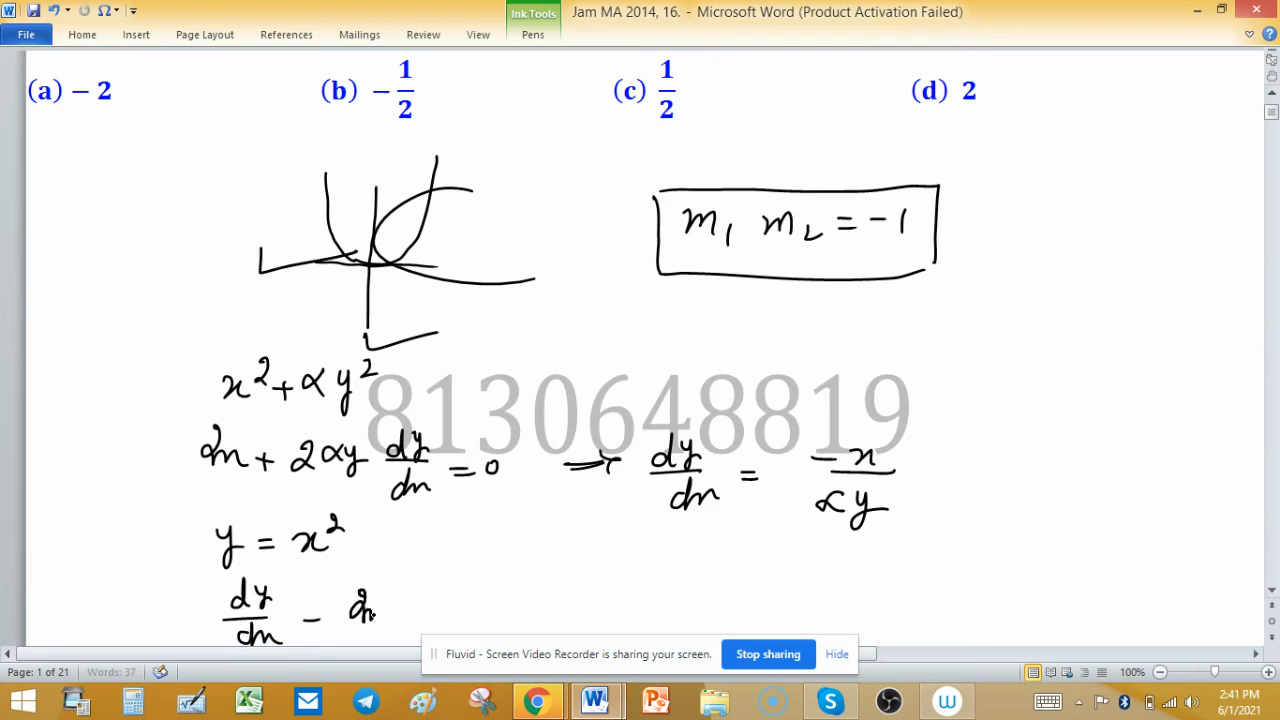 Ink Tools
Jam MA 2014, 16. - Microsoft Word (Product Activation Failed)
File Home Insert Page Layout References Mailings Review View Pens
(a) − 2 (b) − 1/2 (c) 1/2 (d) 2
m₁ m₂ = −1
x² + αy²
8130648819
2x + 2αy dy/dx = 0 → dy/dx = −x/αy
y = x²
dy/dx − 2x
Fluvid - Screen Video Recorder is sharing your screen. Stop sharing Hide
Page: 1 of 21 Words: 37 100%
2:41 PM
6/1/2021